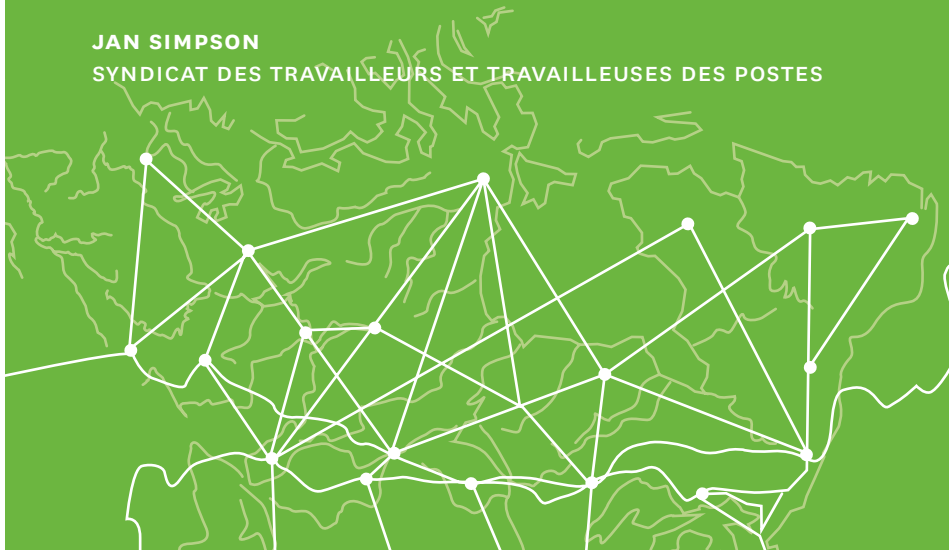 JAN SIMPSON
SYNDICAT DES TRAVAILLEURS ET TRAVAILLEUSES DES POSTES